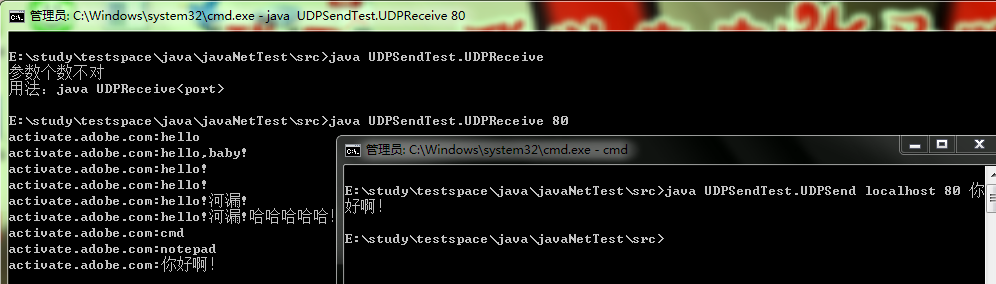 管理员: C:\Windows\system32\cmd.exe - java  UDPSendTest.UDPReceive 80
E:\study\testspace\java\javaNetTest\src>java UDPSendTest.UDPReceive
参数个数不对
用法：java UDPReceive<port>
E:\study\testspace\java\javaNetTest\src>java UDPSendTest.UDPReceive 80
activate.adobe.com:hello
activate.adobe.com:hello,baby!
activate.adobe.com:hello!
activate.adobe.com:hello!
activate.adobe.com:hello!河漏!
activate.adobe.com:hello!河漏!哈哈哈哈哈!
activate.adobe.com:cmd
activate.adobe.com:notepad
activate.adobe.com:你好啊!
管理员: C:\Windows\system32\cmd.exe - cmd
E:\study\testspace\java\javaNetTest\src>java UDPSendTest.UDPSend localhost 80 你
好啊!
E:\study\testspace\java\javaNetTest\src>